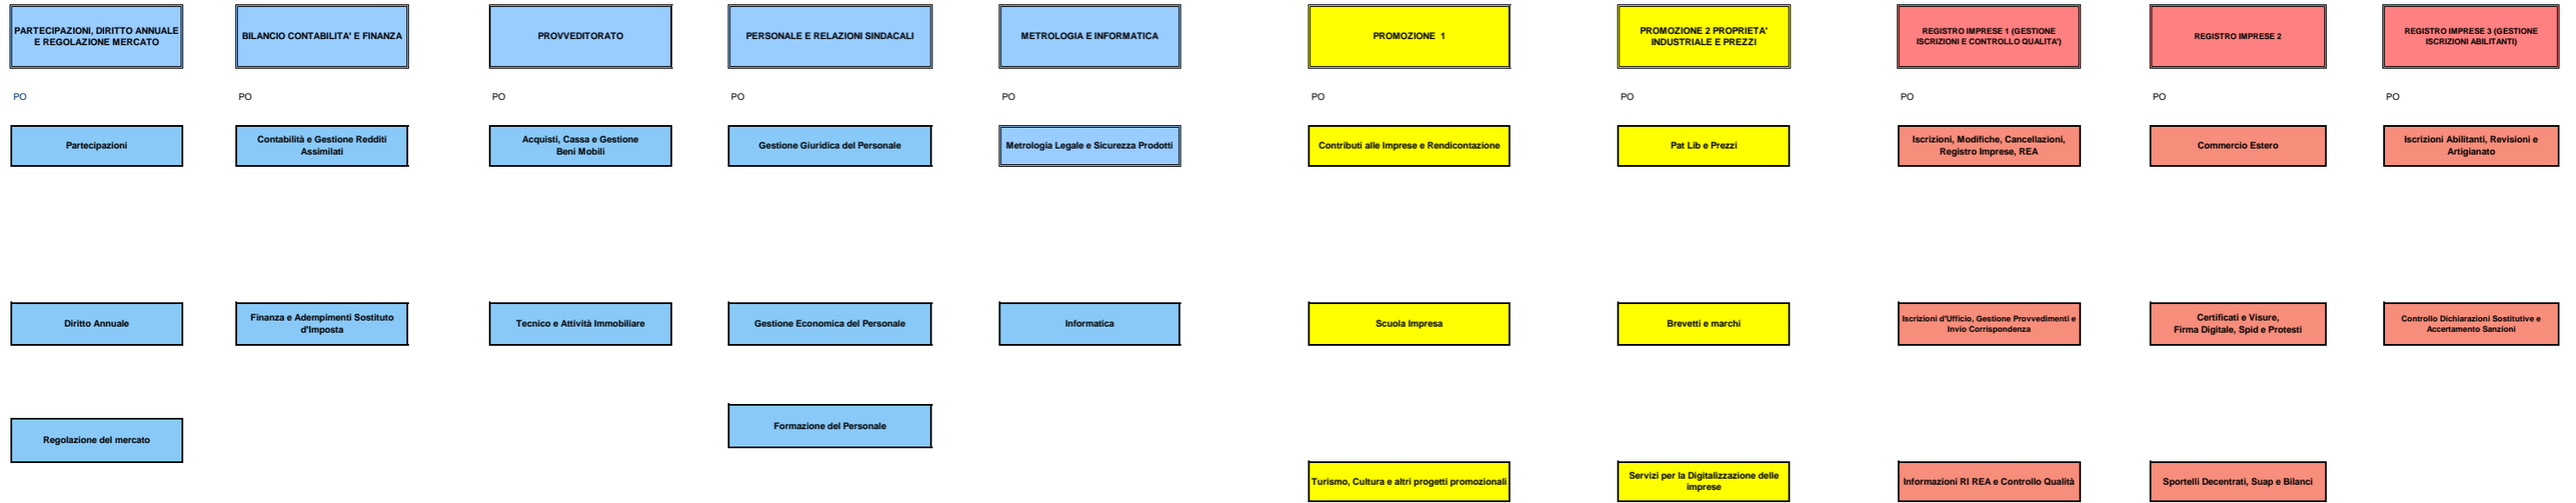 PARTECIPAZIONI, DIRITTO ANNUALE
E REGOLAZIONE MERCATO
BILANCIO CONTABILITA' E FINANZA
PROVVEDITORATO
PERSONALE E RELAZIONI SINDACALI
METROLOGIA E INFORMATICA
PROMOZIONE 1
PROMOZIONE 2 PROPRIETA'
INDUSTRIALE E PREZZI
REGISTRO IMPRESE 1 (GESTIONE
ISCRIZIONI E CONTROLLO QUALITA')
REGISTRO IMPRESE 2
REGISTRO IMPRESE 3 (GESTIONE
ISCRIZIONI ABILITANTI)
PO
PO
PO
PO
PO
PO
PO
PO
PO
PO
Partecipazioni
Contabilità e Gestione Redditi
Assimilati
Acquisti, Cassa e Gestione
Beni Mobili
Gestione Giuridica del Personale
Metrologia Legale e Sicurezza Prodotti
Contributi alle Imprese e Rendicontazione
Pat Lib e Prezzi
Iscrizioni, Modifiche, Cancellazioni,
Registro Imprese, REA
Commercio Estero
Iscrizioni Abilitanti, Revisioni e
Artigianato
Diritto Annuale
Finanza e Adempimenti Sostituto
d'Imposta
Tecnico e Attività Immobiliare
Gestione Economica del Personale
Informatica
Scuola Impresa
Brevetti e marchi
Iscrizioni d'Ufficio, Gestione Provvedimenti e
Invio Corrispondenza
Certificati e Visure,
Firma Digitale, Spid e Protesti
Controllo Dichiarazioni Sostitutive e
Accertamento Sanzioni
Regolazione del mercato
Formazione del Personale
Turismo, Cultura e altri progetti promozionali
Servizi per la Digitalizzazione delle
imprese
Informazioni RI REA e Controllo Qualità
Sportelli Decentrati, Suap e Bilanci